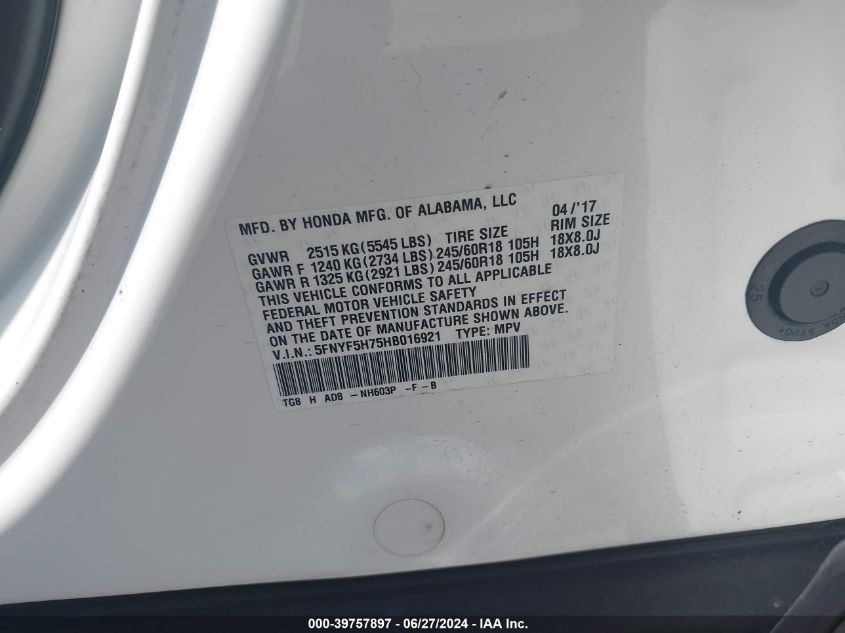 MFD. BY HONDA MFG. OF ALABAMA, LLC 04/'17
GVWR 2515 KG(5545 LBS) TIRE SIZE RIM SIZE
GAWR F 1240 KG(2734 LBS)245/60R18 105H 18X8.0J
GAWR R 1325 KG(2921 LBS)245/60R18 105H 18X8.0J
THIS VEHICLE CONFORMS TO ALL APPLICABLE
FEDERAL MOTOR VEHICLE SAFETY
AND THEFT PREVENTION STANDARDS IN EFFECT
ON THE DATE OF MANUFACTURE SHOWN ABOVE.
V.I.N.: 5FNYF5H75HB016921 TYPE: MPV
TG8 H AD8 -NH603P -F -B
25
000-39757897 - 06/27/2024 - IAAI.com